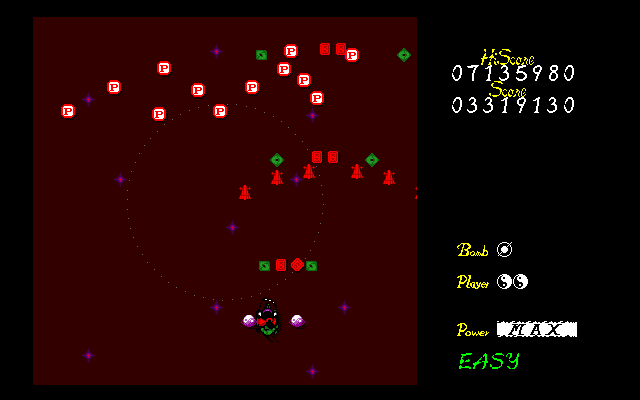 HiScore
07135980
Score
03319130
P P
P P
P P P P
P
P P P
Bomb
Player
Power MAX
EASY